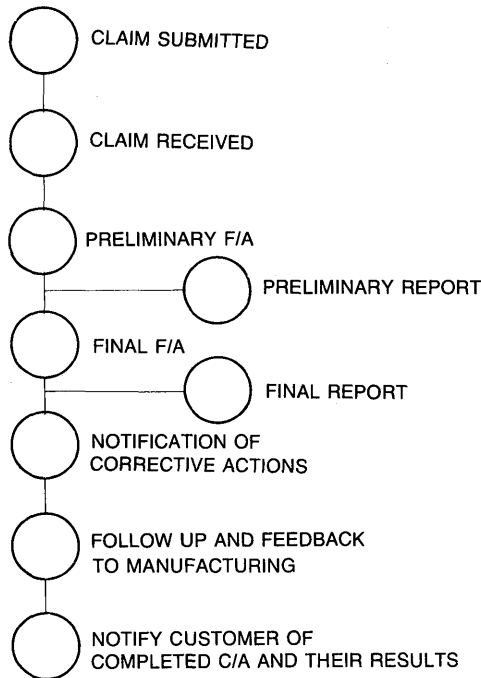 CLAIM SUBMITTED
CLAIM RECEIVED
PRELIMINARY F/A
PRELIMINARY REPORT
FINAL F/A
FINAL REPORT
NOTIFICATION OF
CORRECTIVE ACTIONS
FOLLOW UP AND FEEDBACK
TO MANUFACTURING
NOTIFY CUSTOMER OF
COMPLETED C/A AND THEIR RESULTS